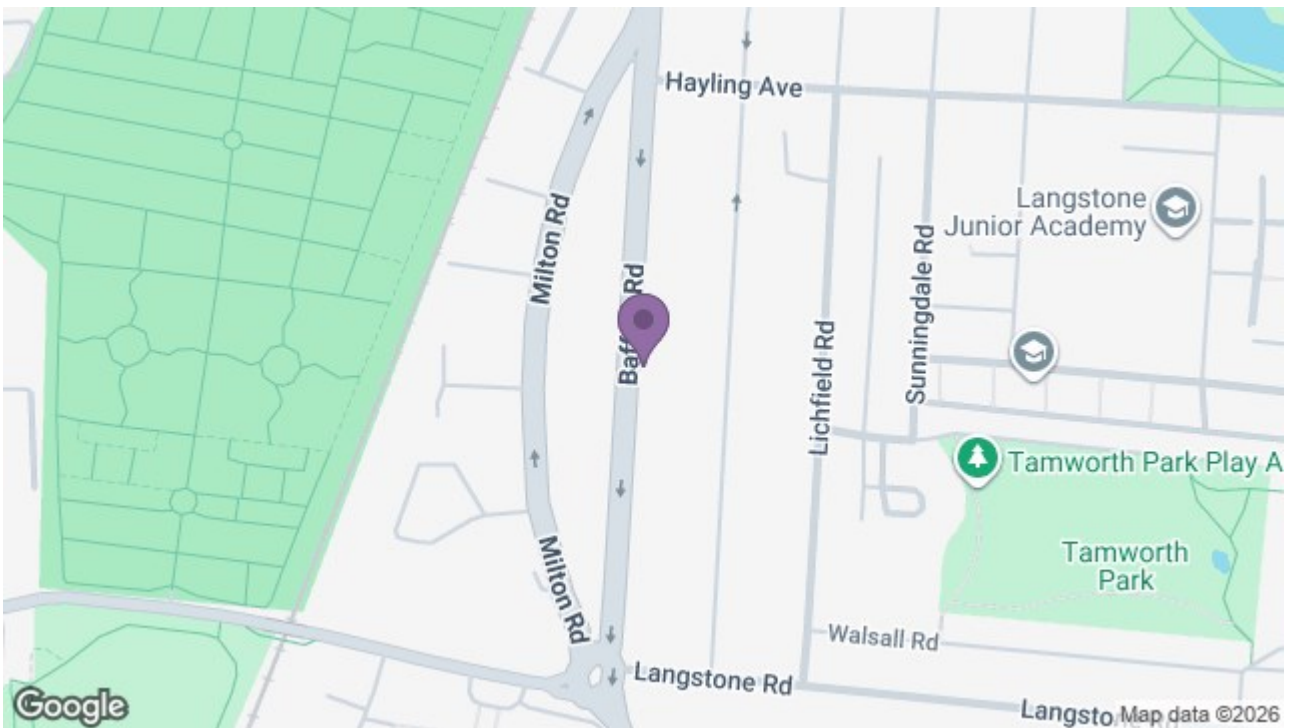 Hayling Ave
Milton Rd
Langstone
Junior Academy
Rd
Sunningdale Rd
Lichfield Rd
Tamworth Park Play A
Tamworth
Park
Milton Rd
Walsall Rd
Langstone Rd
Google
Map data ©2026